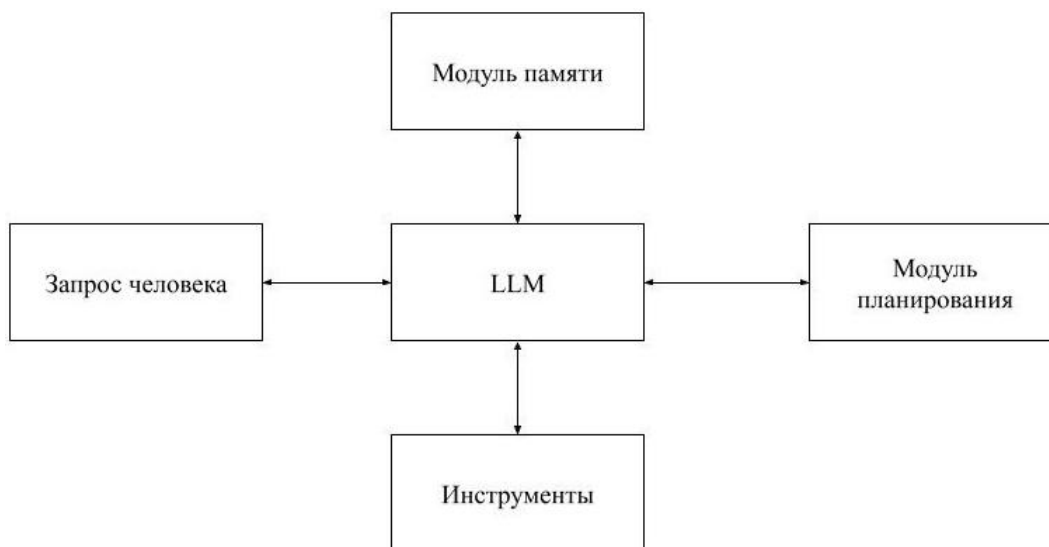 Модуль памяти
Запрос человека
LLM
Модуль
планирования
Инструменты